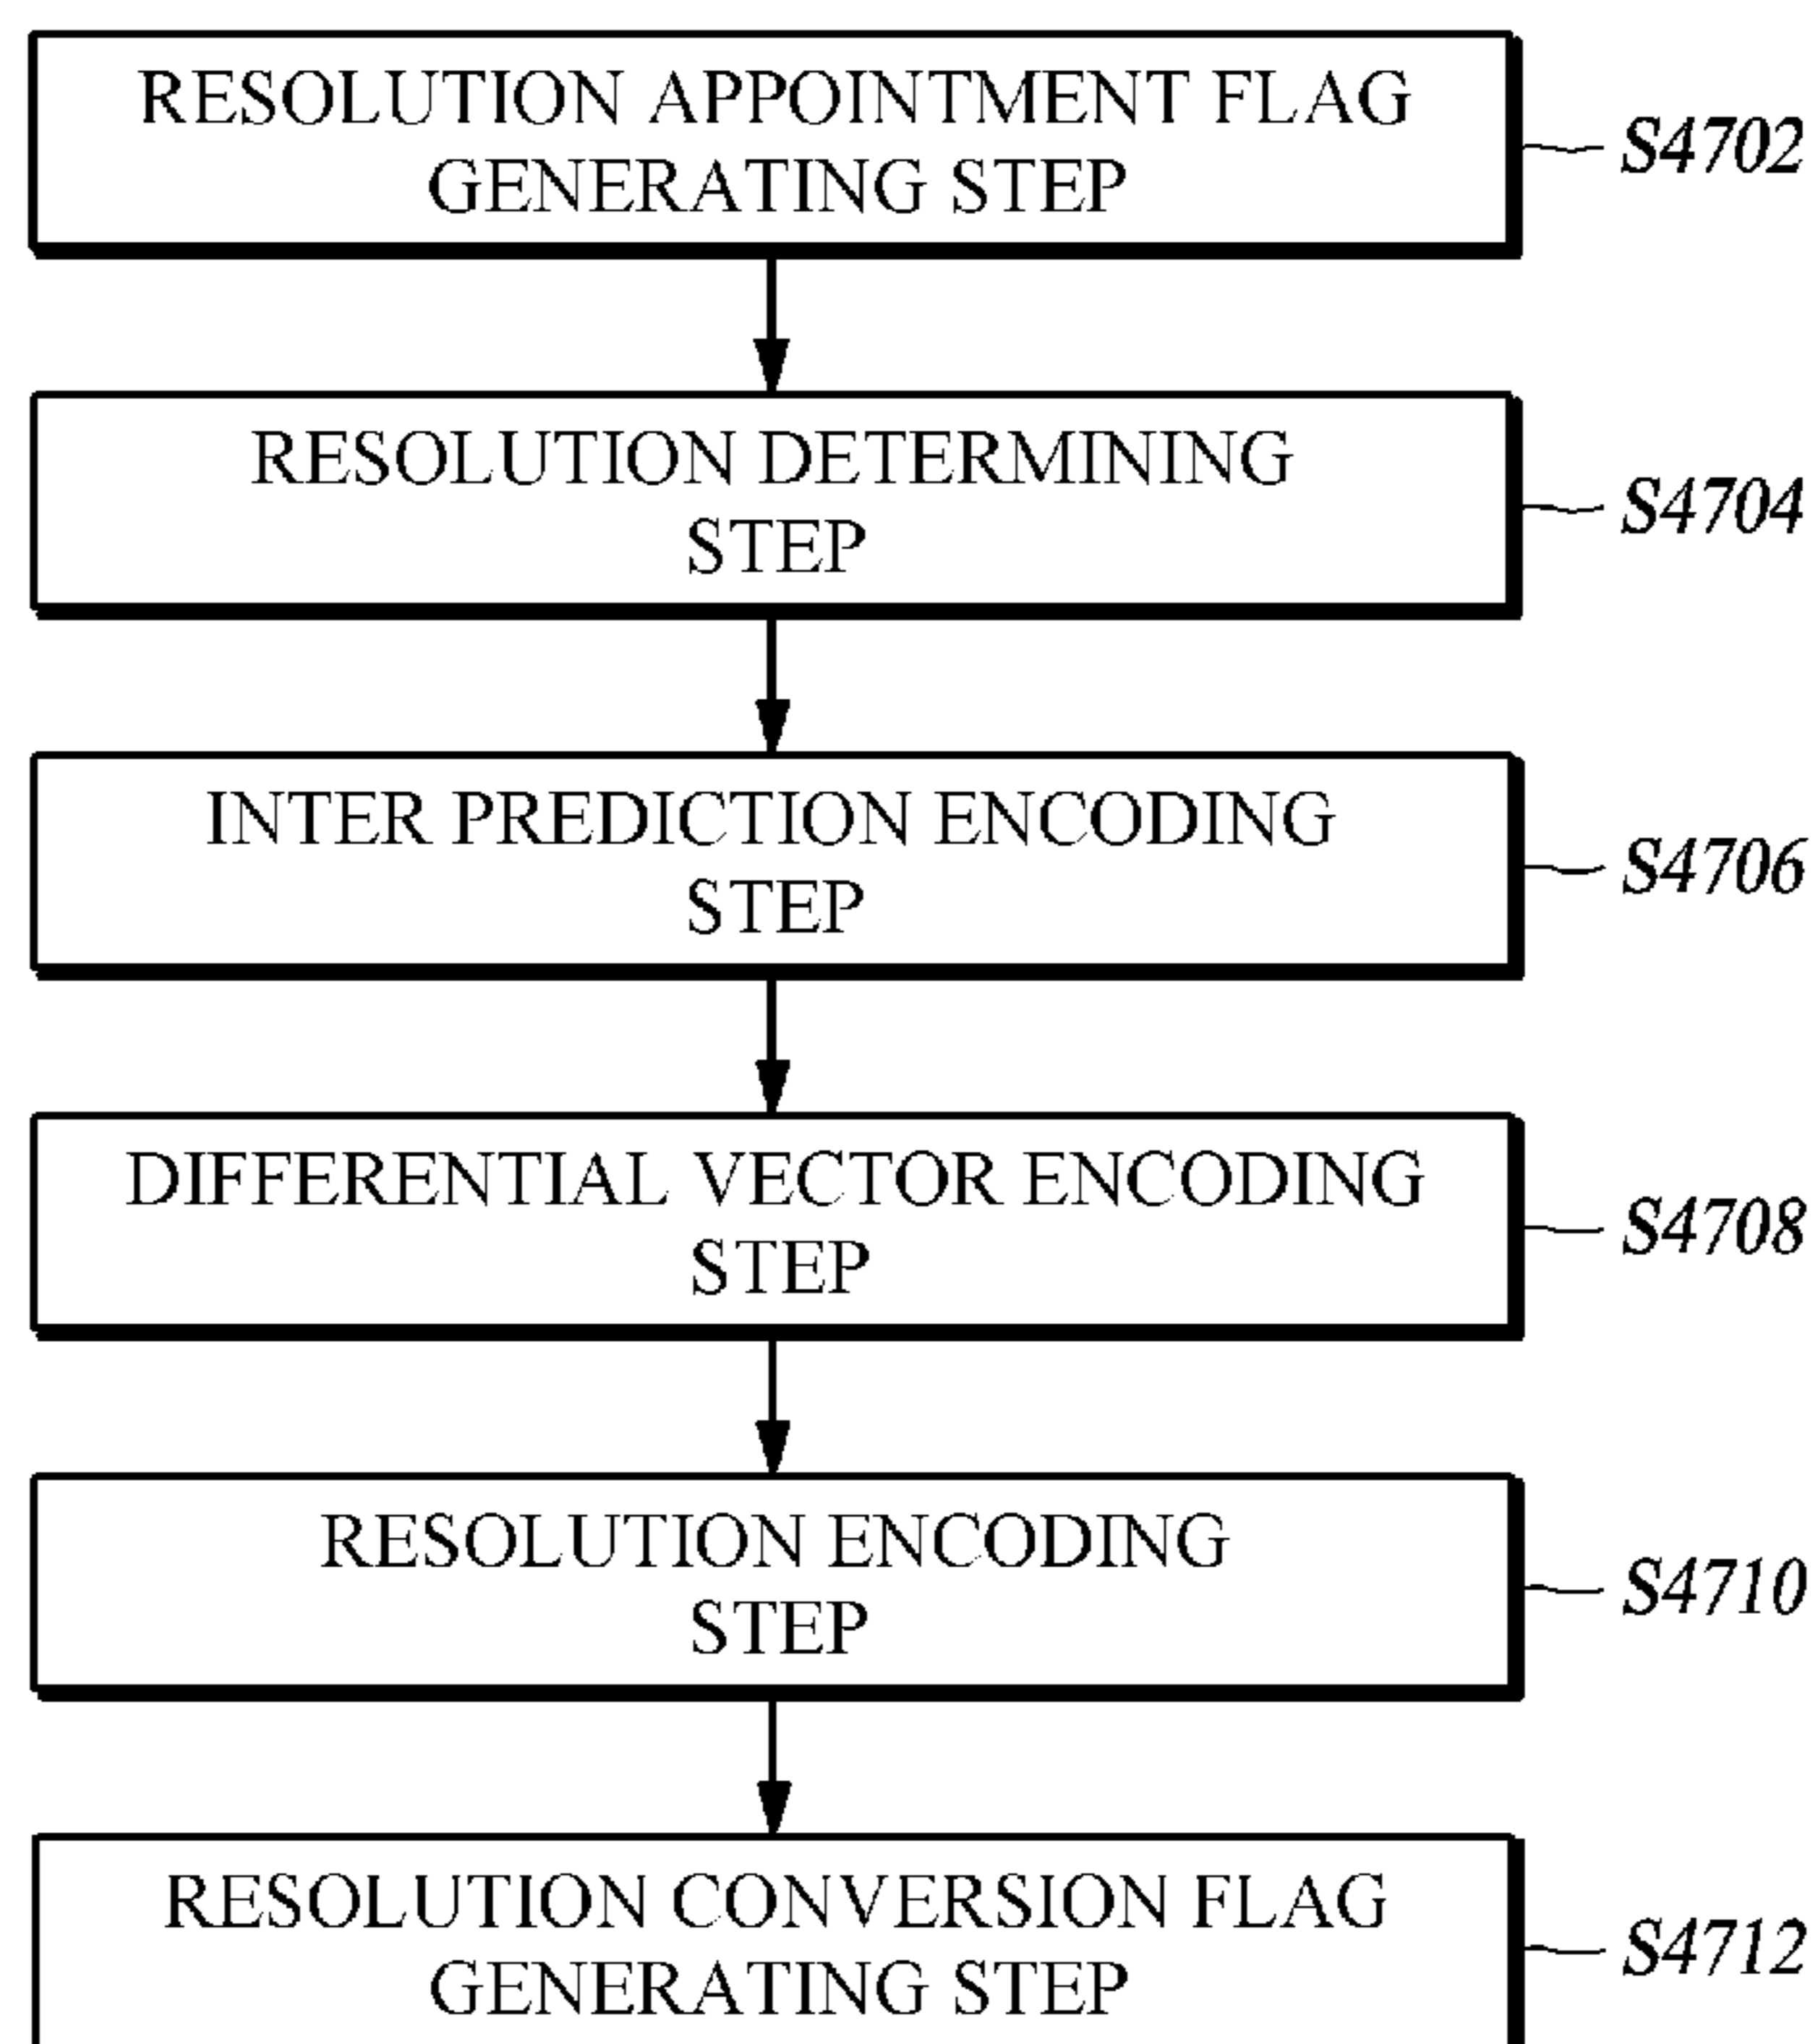 RESOLUTION APPOINTMENT FLAG
GENERATING STEP
S4702
RESOLUTION DETERMINING
STEP
S4704
INTER PREDICTION ENCODING
STEP
S4706
DIFFERENTIAL VECTOR ENCODING
STEP
S4708
RESOLUTION ENCODING
STEP
S4710
RESOLUTION CONVERSION FLAG
GENERATING STEP
S4712